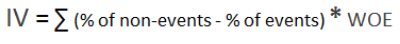 IV = ∑ (% of non-events - % of events) * WOE